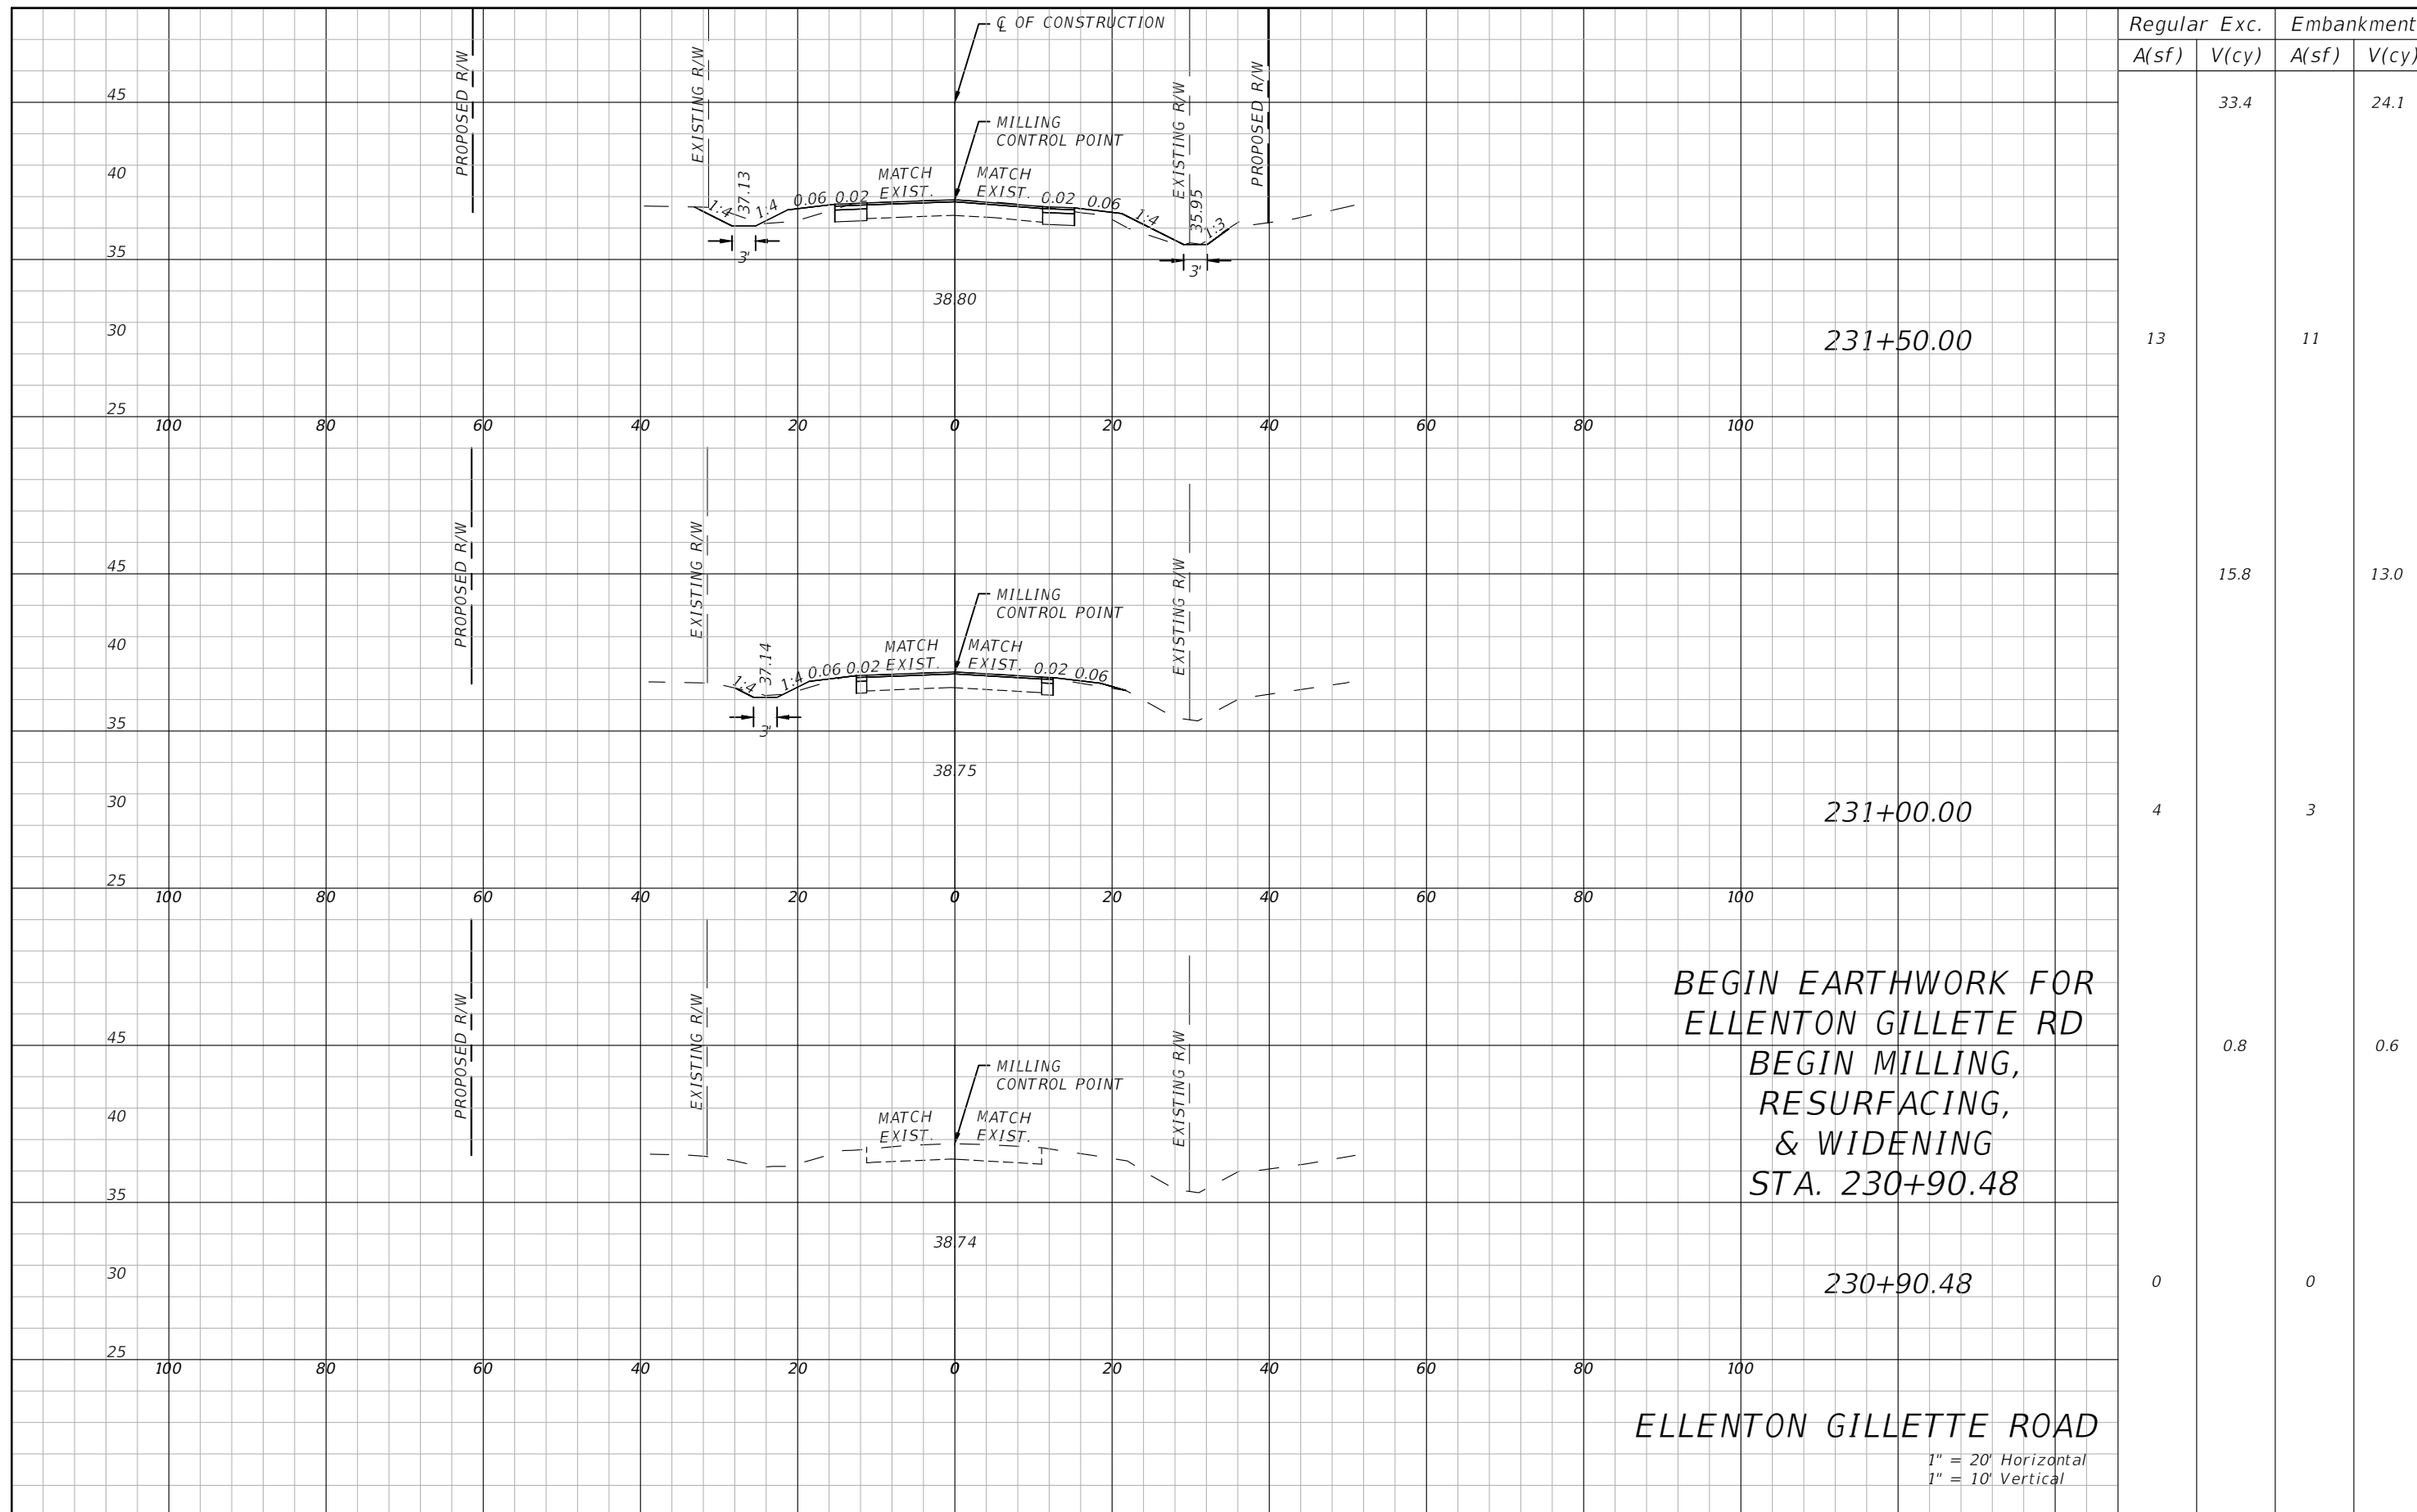 Regular Exc. Embankment
A(sf) V(cy) A(sf) V(cy)
℄ OF CONSTRUCTION
PROPOSED R/W
EXISTING R/W
EXISTING R/W
PROPOSED R/W
45
33.4 24.1
MILLING
CONTROL POINT
40
MATCH
EXIST.
MATCH
EXIST.
1:4 37.13 1:4 0.06 0.02 0.02 0.06 1:4 35.95 1:3
35
3'
3'
38.80
30
231+50.00
13 11
25
100 80 60 40 20 0 20 40 60 80 100
PROPOSED R/W
EXISTING R/W
EXISTING R/W
45
15.8 13.0
MILLING
CONTROL POINT
40
MATCH
EXIST.
MATCH
EXIST.
1:4 37.14 1:4 0.06 0.02 0.02 0.06
35
3'
38.75
30
231+00.00
4 3
25
100 80 60 40 20 0 20 40 60 80 100
BEGIN EARTHWORK FOR
ELLENTON GILLETE RD
BEGIN MILLING,
RESURFACING,
& WIDENING
STA. 230+90.48
PROPOSED R/W
EXISTING R/W
EXISTING R/W
45
0.8 0.6
MILLING
CONTROL POINT
40
MATCH
EXIST.
MATCH
EXIST.
35
38.74
30
230+90.48
0 0
25
100 80 60 40 20 0 20 40 60 80 100
ELLENTON GILLETTE ROAD
1" = 20' Horizontal
1" = 10' Vertical